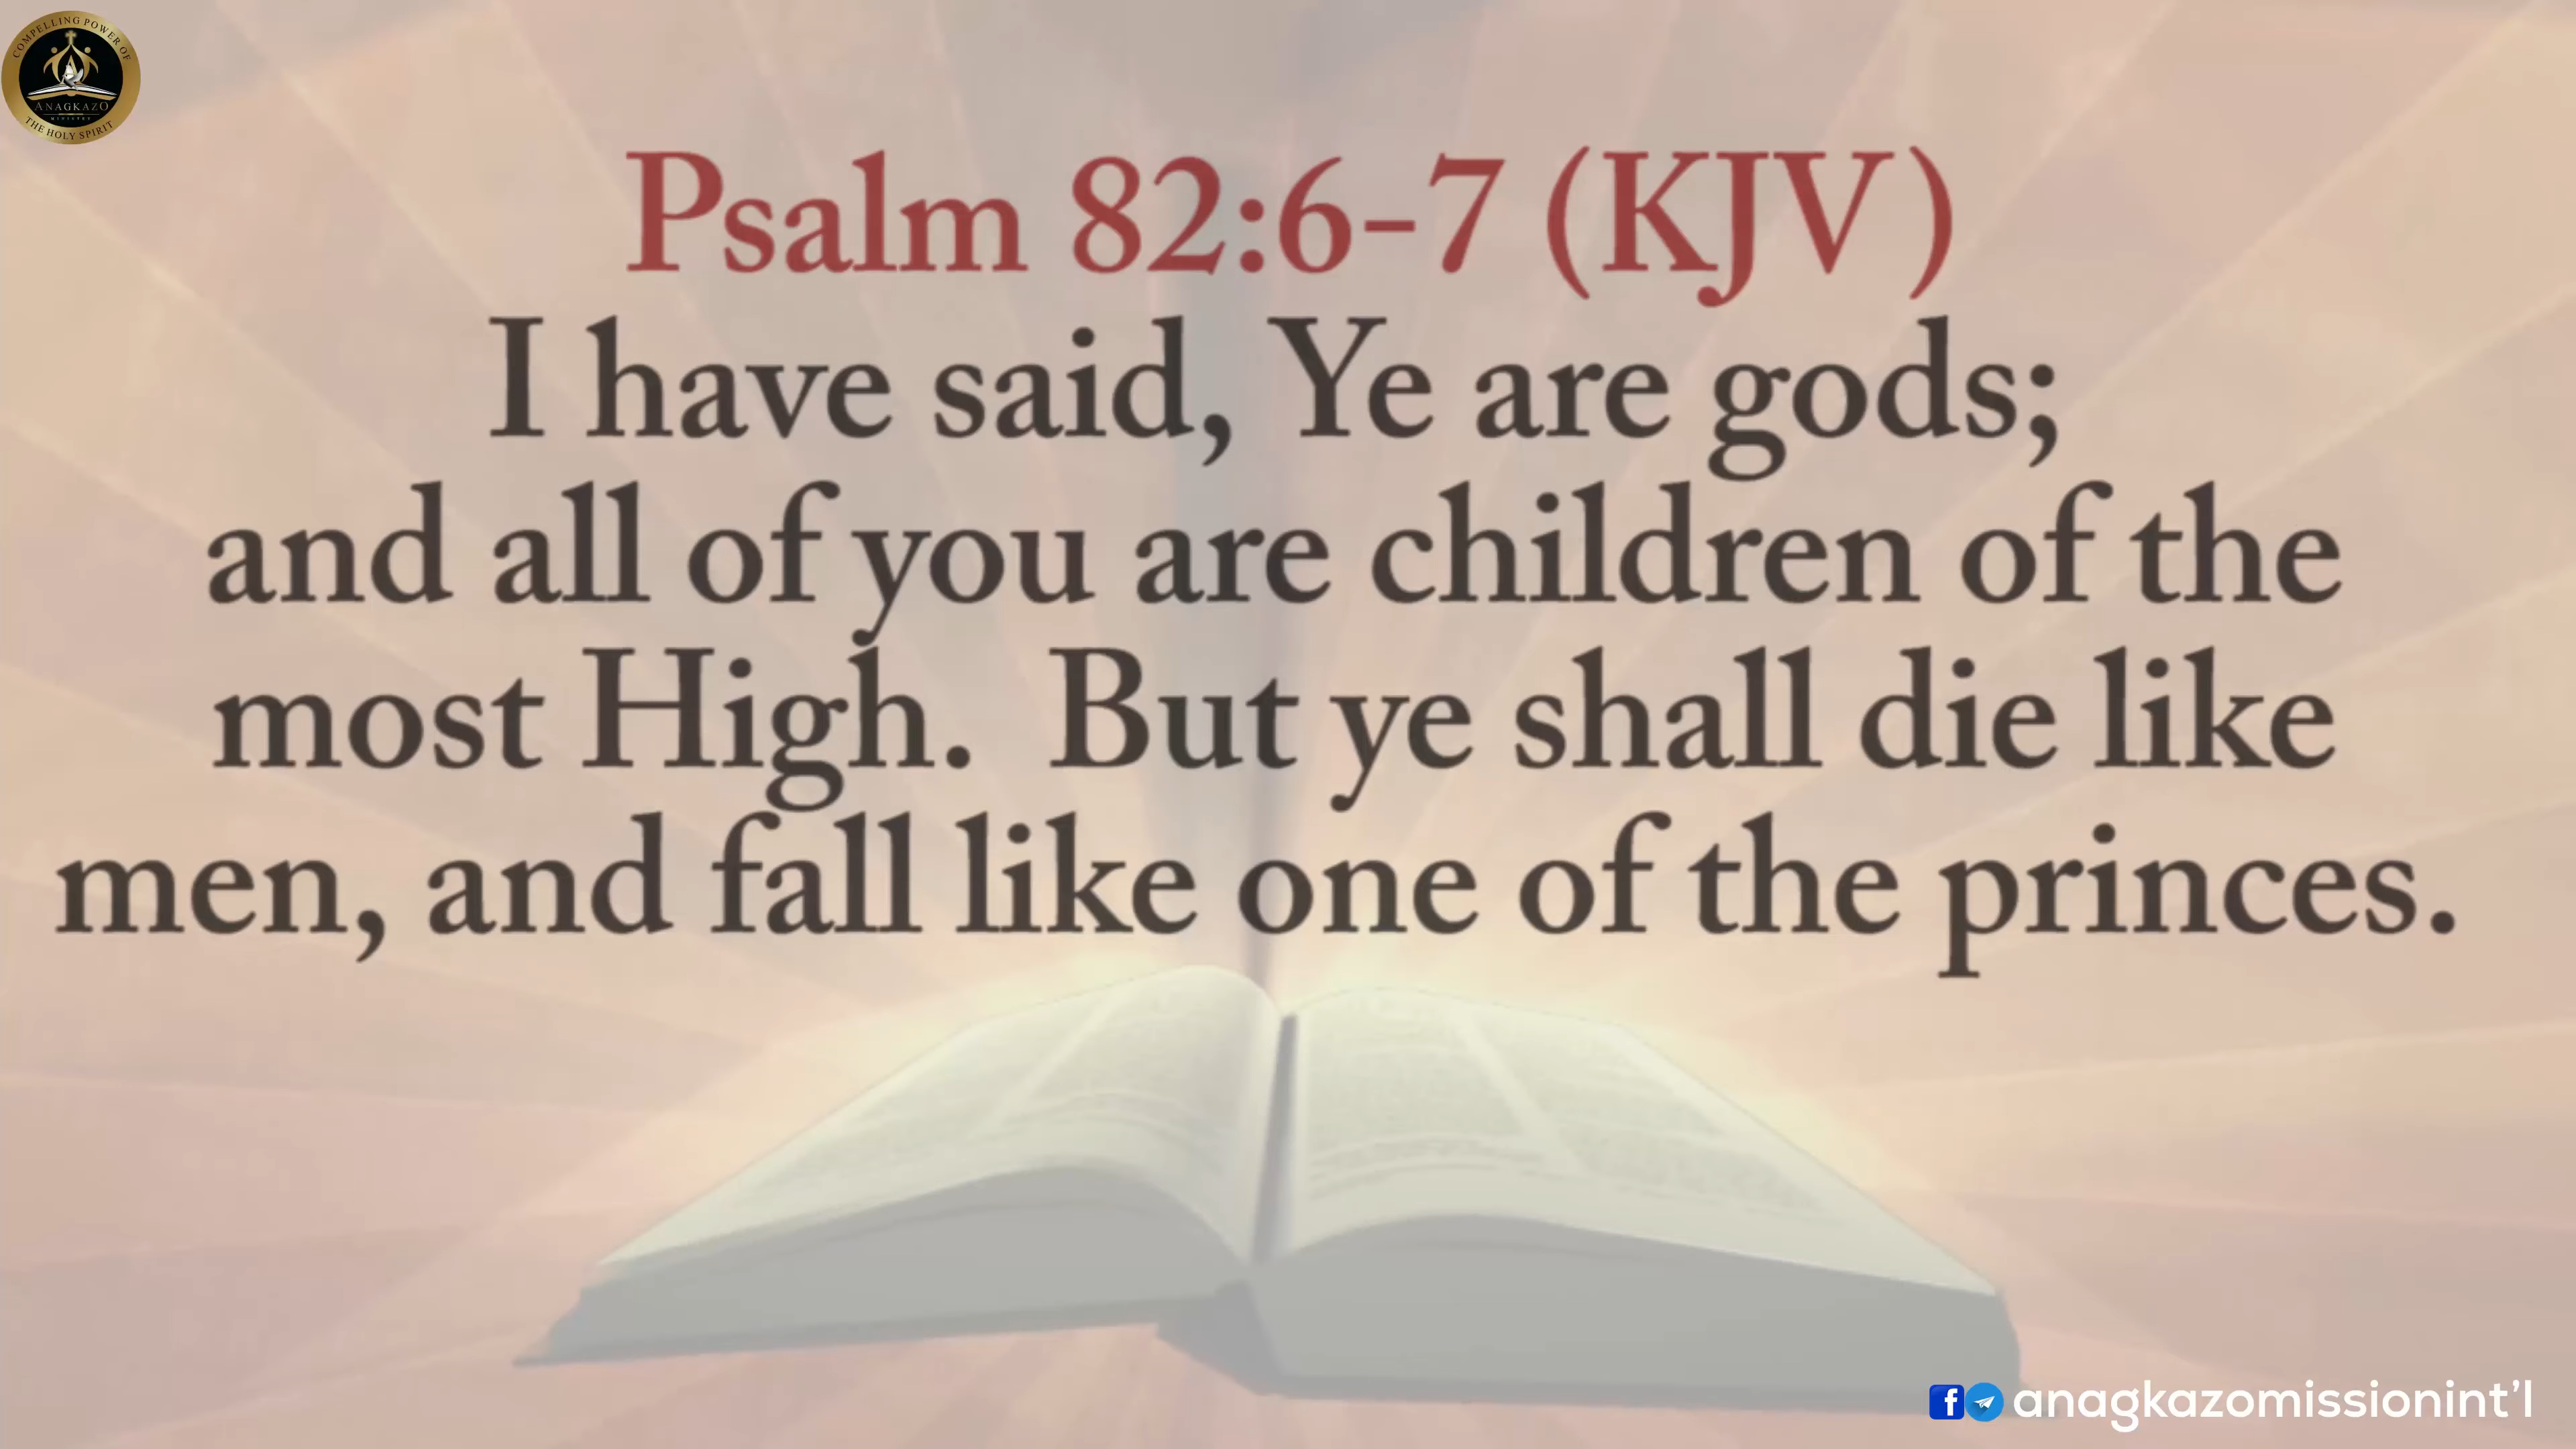 COMPELLING POWER OF
ANAGKAZO
MINISTRY
THE HOLY SPIRIT
Psalm 82:6-7 (KJV)
I have said, Ye are gods;
and all of you are children of the
most High.  But ye shall die like
men, and fall like one of the princes.
anagkazomissionint'l